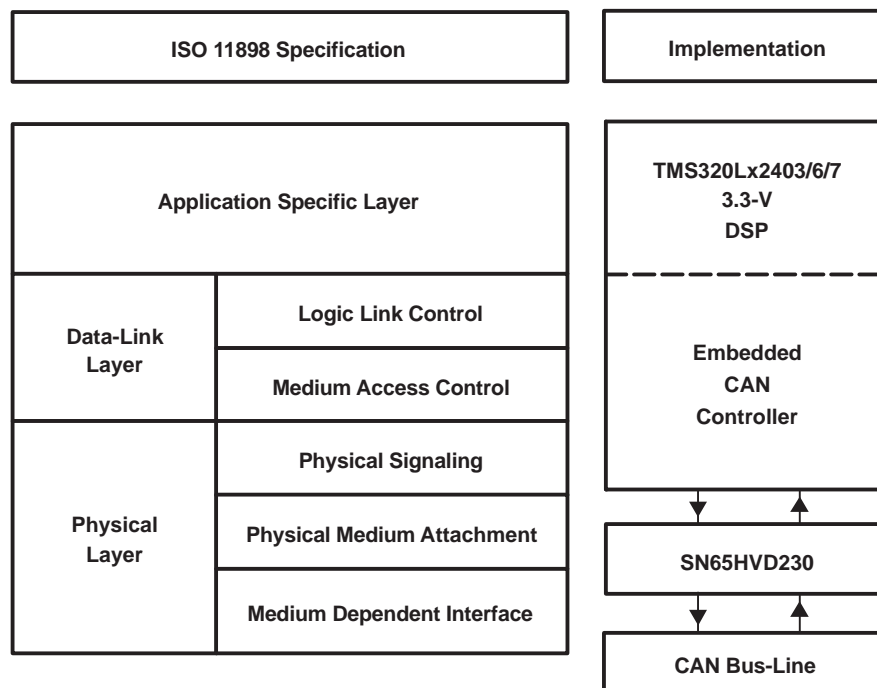 ISO 11898 Specification
Implementation
Application Specific Layer
TMS320Lx2403/6/7
3.3-V
DSP
Data-Link
Layer
Logic Link Control
Medium Access Control
Embedded
CAN
Controller
Physical
Layer
Physical Signaling
Physical Medium Attachment
Medium Dependent Interface
SN65HVD230
CAN Bus-Line